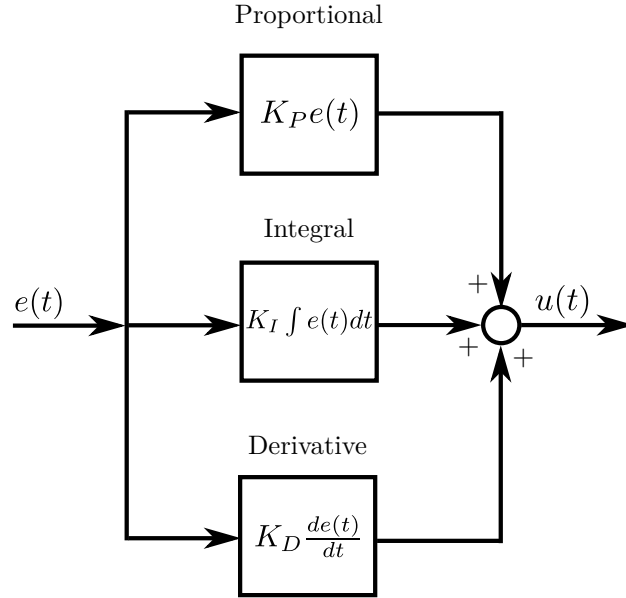 Proportional
K_P e(t)
Integral
e(t)
K_I ∫ e(t)dt
+
u(t)
+
+
Derivative
K_D de(t)/dt